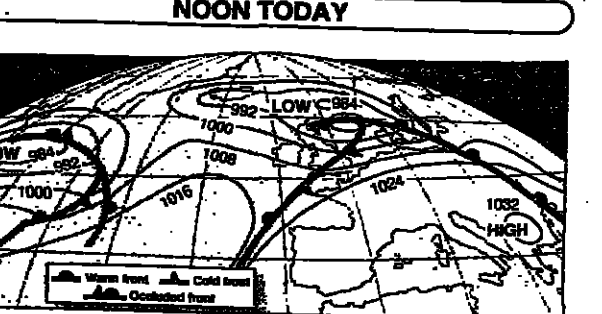 NOON TODAY
992 LOW 984
1000
1008
984
992
1000
1016
1024
1032
HIGH
Warm front Cold front
Occluded front